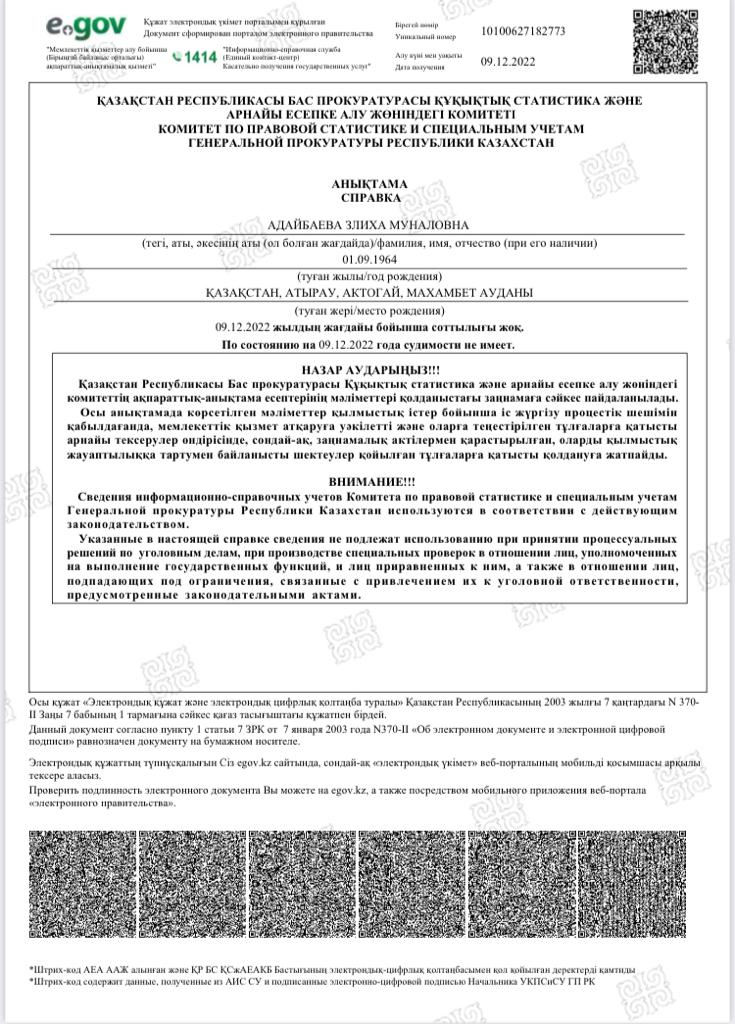 egov
Қазақ электрондық үкімет порталымен құрылған
Документ сформирован порталом электронного правительства
"Мемлекеттік қызметтер алу бойынша
(Бірыңғай байланыс орталығы)
ақпараттық-анықтамалық қызметі"
1414
"Информационно-справочная служба
(Единый контакт-центр)
Касательно получения государственных услуг"
Бірегей нөмір
Уникальный номер
10100627182773
Алу күні мен уақыты
Дата получения
09.12.2022
ҚАЗАҚСТАН РЕСПУБЛИКАСЫ БАС ПРОКУРАТУРАСЫ ҚҰҚЫҚТЫҚ СТАТИСТИКА ЖӘНЕ
АРНАЙЫ ЕСЕПКЕ АЛУ ЖӨНІНДЕГІ КОМИТЕТІ
КОМИТЕТ ПО ПРАВОВОЙ СТАТИСТИКЕ И СПЕЦИАЛЬНЫМ УЧЕТАМ
ГЕНЕРАЛЬНОЙ ПРОКУРАТУРЫ РЕСПУБЛИКИ КАЗАХСТАН
АНЫҚТАМА
СПРАВКА
АДАЙБАЕВА ЗЛИХА МУНАЛОВНА
(тегі, аты, әкесінің аты (ол болған жағдайда)/фамилия, имя, отчество (при его наличии)
01.09.1964
(туған жылы/год рождения)
ҚАЗАҚСТАН, АТЫРАУ, АКТОГАЙ, МАХАМБЕТ АУДАНЫ
(туған жері/место рождения)
09.12.2022 жылдың жағдайы бойынша соттылығы жоқ.
По состоянию на 09.12.2022 года судимости не имеет.
НАЗАР АУДАРЫҢЫЗ!!!
Қазақстан Республикасы Бас прокуратурасы Құқықтық статистика және арнайы есепке алу жөніндегі
комитеттің ақпараттық-анықтама есептерінің мәліметтері қолданыстағы заңнамаға сәйкес пайдаланылады.
Осы анықтамада көрсетілген мәліметтер қылмыстық істер бойынша іс жүргізу процестік шешімін
қабылдағанда, мемлекеттік қызмет атқаруға уәкілетті және оларға теңестірілген тұлғаларға қатысты
арнайы тексерулер өндірісінде, сондай-ақ, заңнамалық актілермен қарастырылған, оларды қылмыстық
жауаптылыққа тартумен байланысты шектеулер қойылған тұлғаларға қатысты қолдануға жатпайды.
ВНИМАНИЕ!!!
Сведения информационно-справочных учетов Комитета по правовой статистике и специальным учетам
Генеральной прокуратуры Республики Казахстан используются в соответствии с действующим
законодательством.
Указанные в настоящей справке сведения не подлежат использованию при принятии процессуальных
решений по уголовным делам, при производстве специальных проверок в отношении лиц, уполномоченных
на выполнение государственных функций, и лиц приравненных к ним, а также в отношении лиц,
подпадающих под ограничения, связанные с привлечением их к уголовной ответственности,
предусмотренные законодательными актами.
Осы құжат «Электрондық құжат және электрондық цифрлық қолтаңба туралы» Қазақстан Республикасының 2003 жылғы 7 қаңтардағы N 370-
II Заңы 7 бабының 1 тармағына сәйкес қағаз тасығыштағы құжатпен бірдей.
Данный документ согласно пункту 1 статьи 7 ЗРК от 7 января 2003 года N370-II «Об электронном документе и электронной цифровой
подписи» равнозначен документу на бумажном носителе.
Электрондық құжаттың түпнұсқалығын Сіз egov.kz сайтында, сондай-ақ «электрондық үкімет» веб-порталының мобильді қосымшасы арқылы
тексере аласыз.
Проверить подлинность электронного документа Вы можете на egov.kz, а также посредством мобильного приложения веб-портала
«электронного правительства».
*Штрих-код АЕА ААЖ алынған және ҚР БС ҚСжАЕАКБ Бастығының электрондық-цифрлық қолтаңбасымен қол қойылған деректерді қамтиды
*Штрих-код содержит данные, полученные из АИС СУ и подписанные электронно-цифровой подписью Начальника УКПСиСУ ГП РК